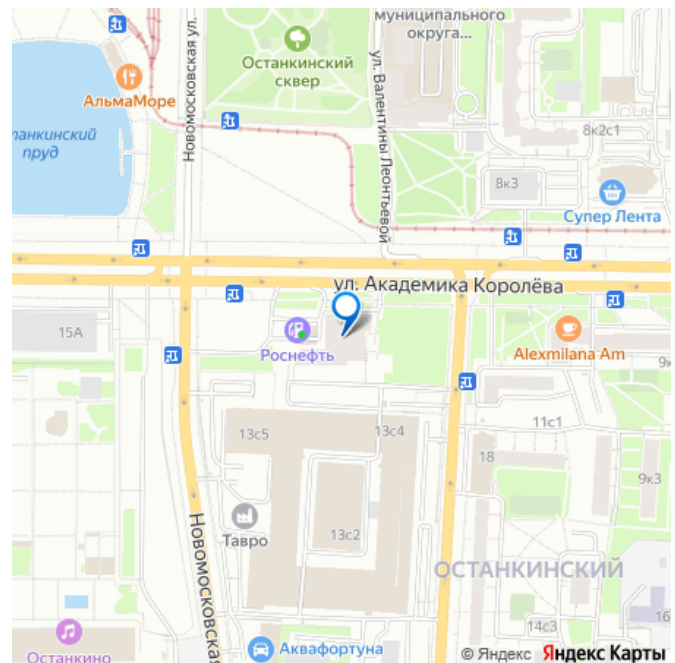 муниципального
округа...
Новомосковская ул.
Останкинский
сквер
ул. Валентины Леонтьевой
АльмаМоре
танкинский
пруд
8к2с1
8к3
Супер Лента
ул. Академика Королёва
15А
Роснефть
Alexmilana Am
9к
11с1
13с5
13с4
18
9к3
Тавро
13с2
Новомосковская
ОСТАНКИНСКИЙ
16
14с3
Останкино
Аквафортуна
© Яндекс Яндекс Карты